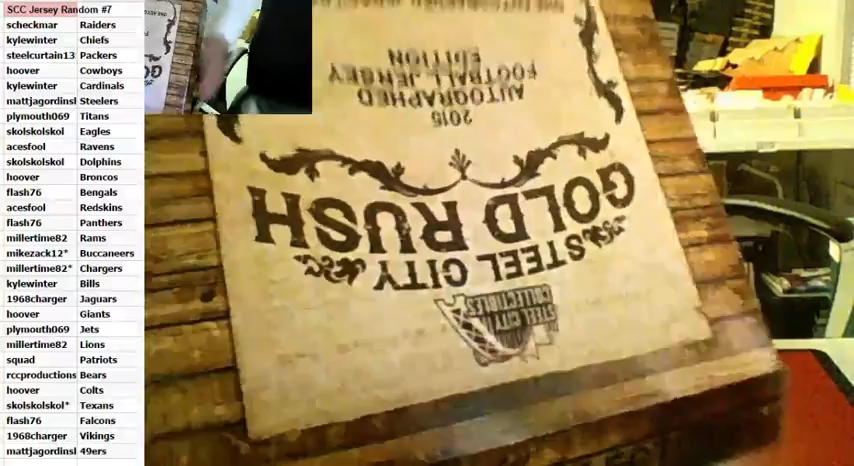 SCC Jersey Random #7
scheckmar Raiders
kylewinter Chiefs
steelcurtain13 Packers
hoover Cowboys
kylewinter Cardinals
mattjagordinsl Steelers
plymouth069 Titans
skolskolskol Eagles
acesfool Ravens
skolskolskol Dolphins
hoover Broncos
flash76 Bengals
acesfool Redskins
flash76 Panthers
millertime82 Rams
mikezack12* Buccaneers
millertime82* Chargers
kylewinter Bills
1968charger Jaguars
hoover Giants
plymouth069 Jets
millertime82 Lions
squad Patriots
rccproductions Bears
hoover Colts
skolskolskol* Texans
flash76 Falcons
1968charger Vikings
mattjagordinsl 49ers
STEEL CITY
COLLECTIBLES
STEEL CITY
GOLD RUSH
2015
AUTOGRAPHED
FOOTBALL JERSEY
EDITION